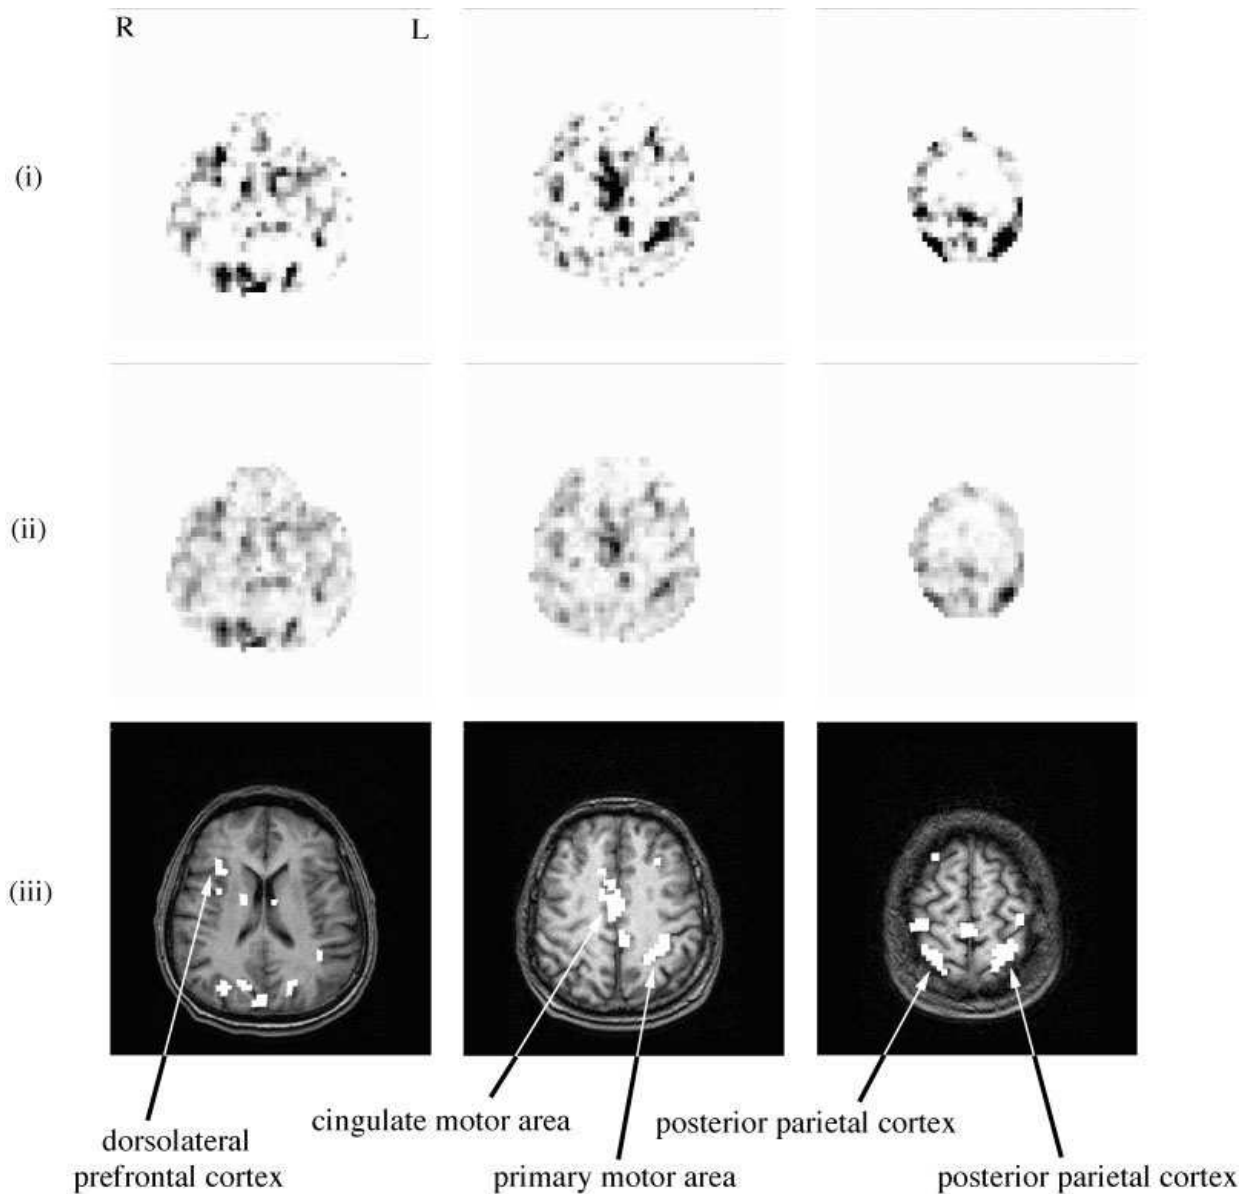 R
L
(i)
(ii)
(iii)
cingulate motor area
posterior parietal cortex
dorsolateral
prefrontal cortex
primary motor area
posterior parietal cortex